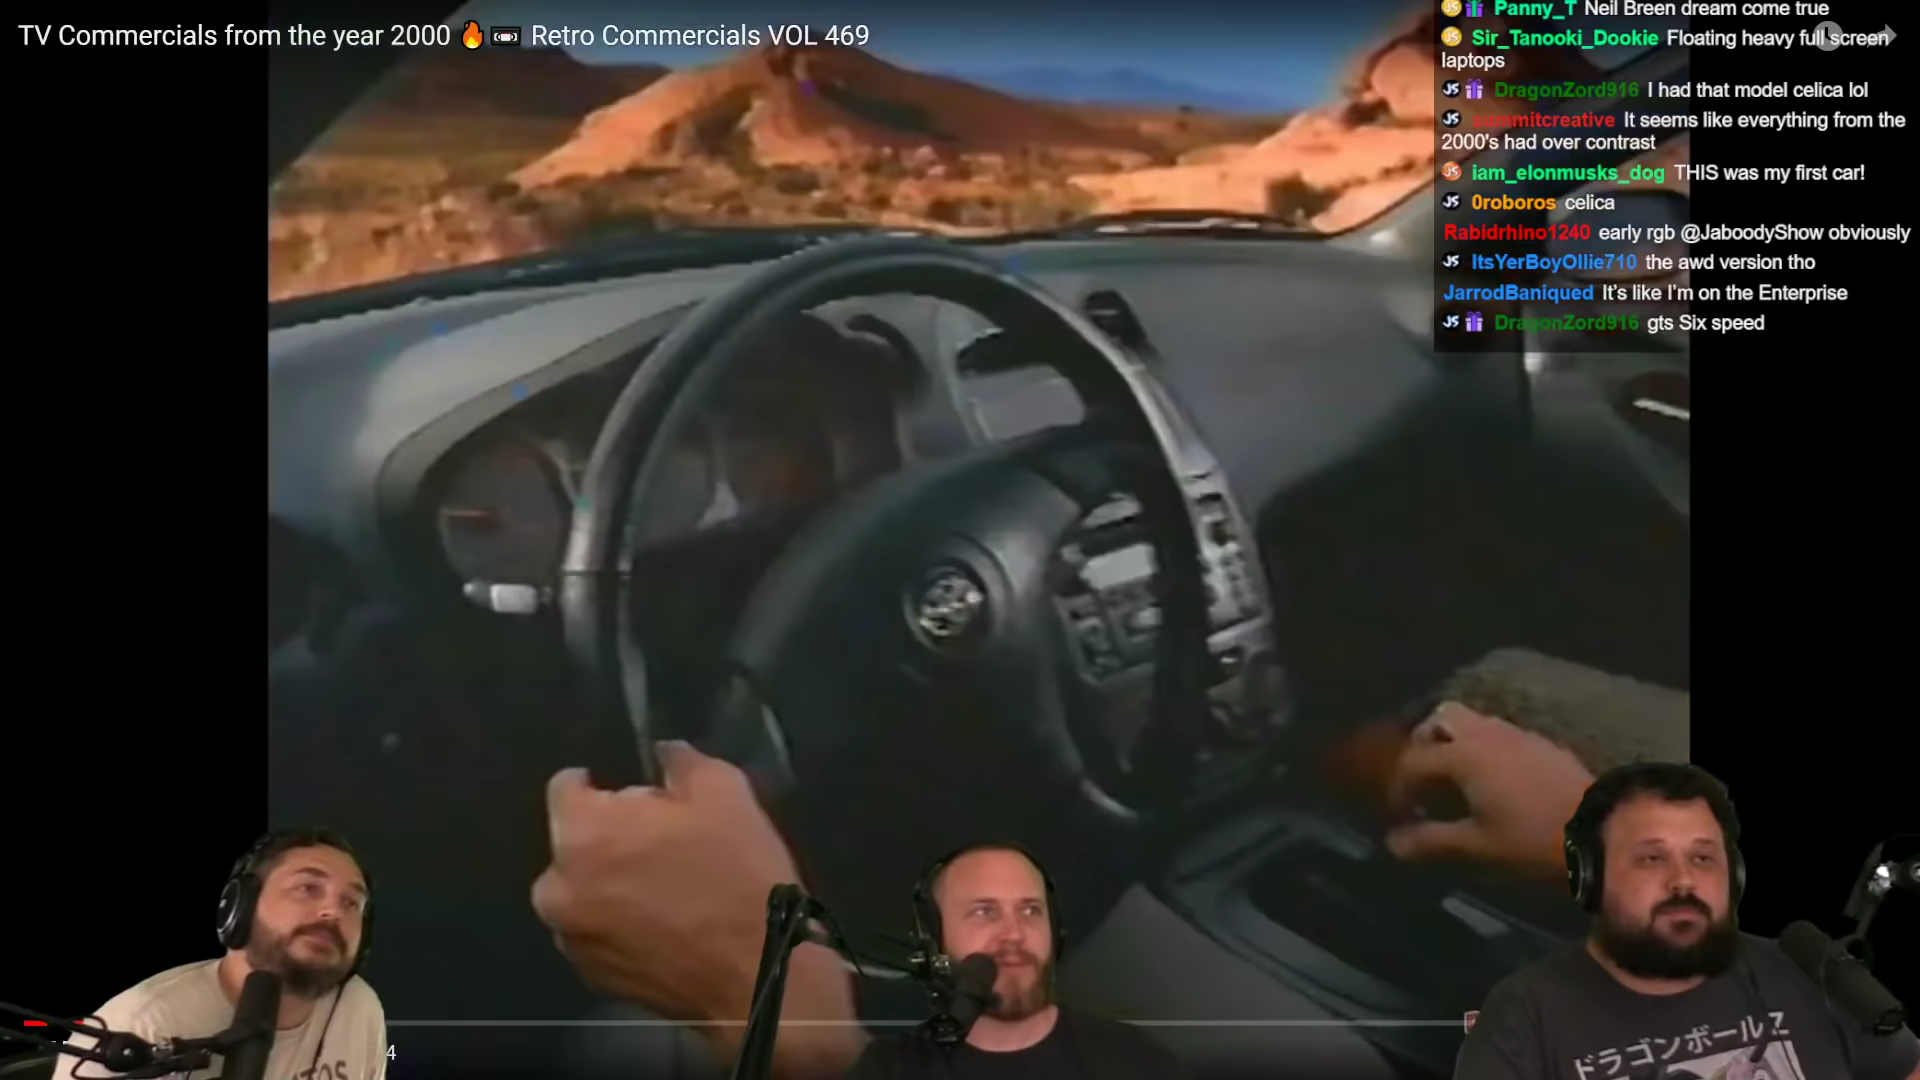 TV Commercials from the year 2000 🔥📼 Retro Commercials VOL 469
Panny_T Neil Breen dream come true
Sir_Tanooki_Dookie Floating heavy full screen
laptops
DragonZord916 I had that model celica lol
summitcreative It seems like everything from the
2000's had over contrast
iam_elonmusks_dog THIS was my first car!
0roboros celica
Rabidrhino1240 early rgb @JaboodyShow obviously
ItsYerBoyOllie710 the awd version tho
JarrodBaniqued It’s like I’m on the Enterprise
DragonZord916 gts Six speed
4
ドラゴンボールZ